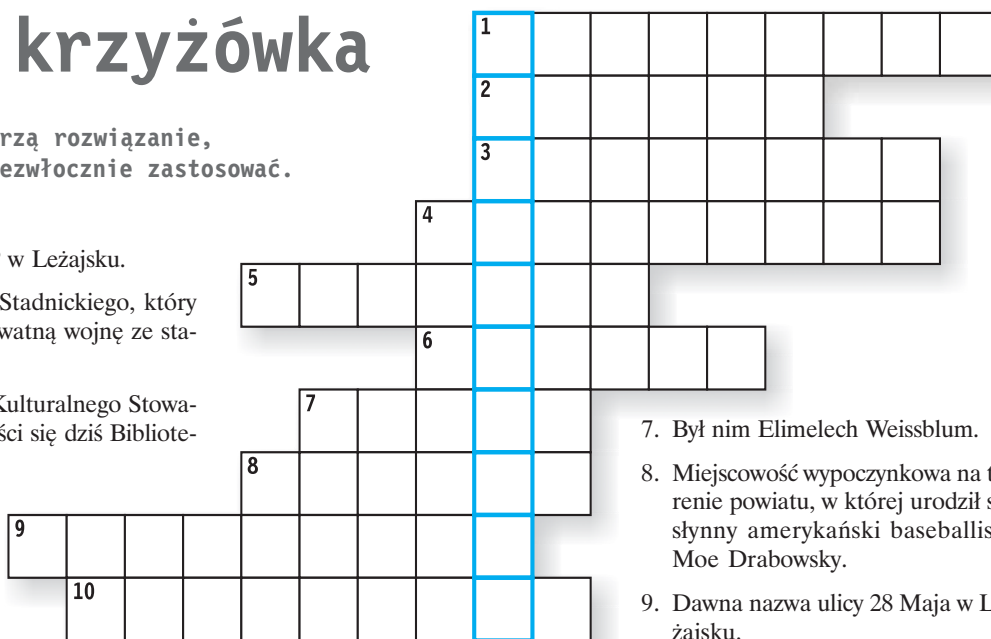 krzyżówka
rzą rozwiązanie,
ezwłocznie zastosować.
w Leżajsku.
Stadnickiego, który
watną wojnę ze sta-
Kulturalnego Stowa-
ści się dziś Bibliote-
1
2
3
4
5
6
7
8
9
10
7. Był nim Elimelech Weissblum.
8. Miejscowość wypoczynkowa na t
renie powiatu, w której urodził s
słynny amerykański baseballis
Moe Drabowsky.
9. Dawna nazwa ulicy 28 Maja w L
żajsku.